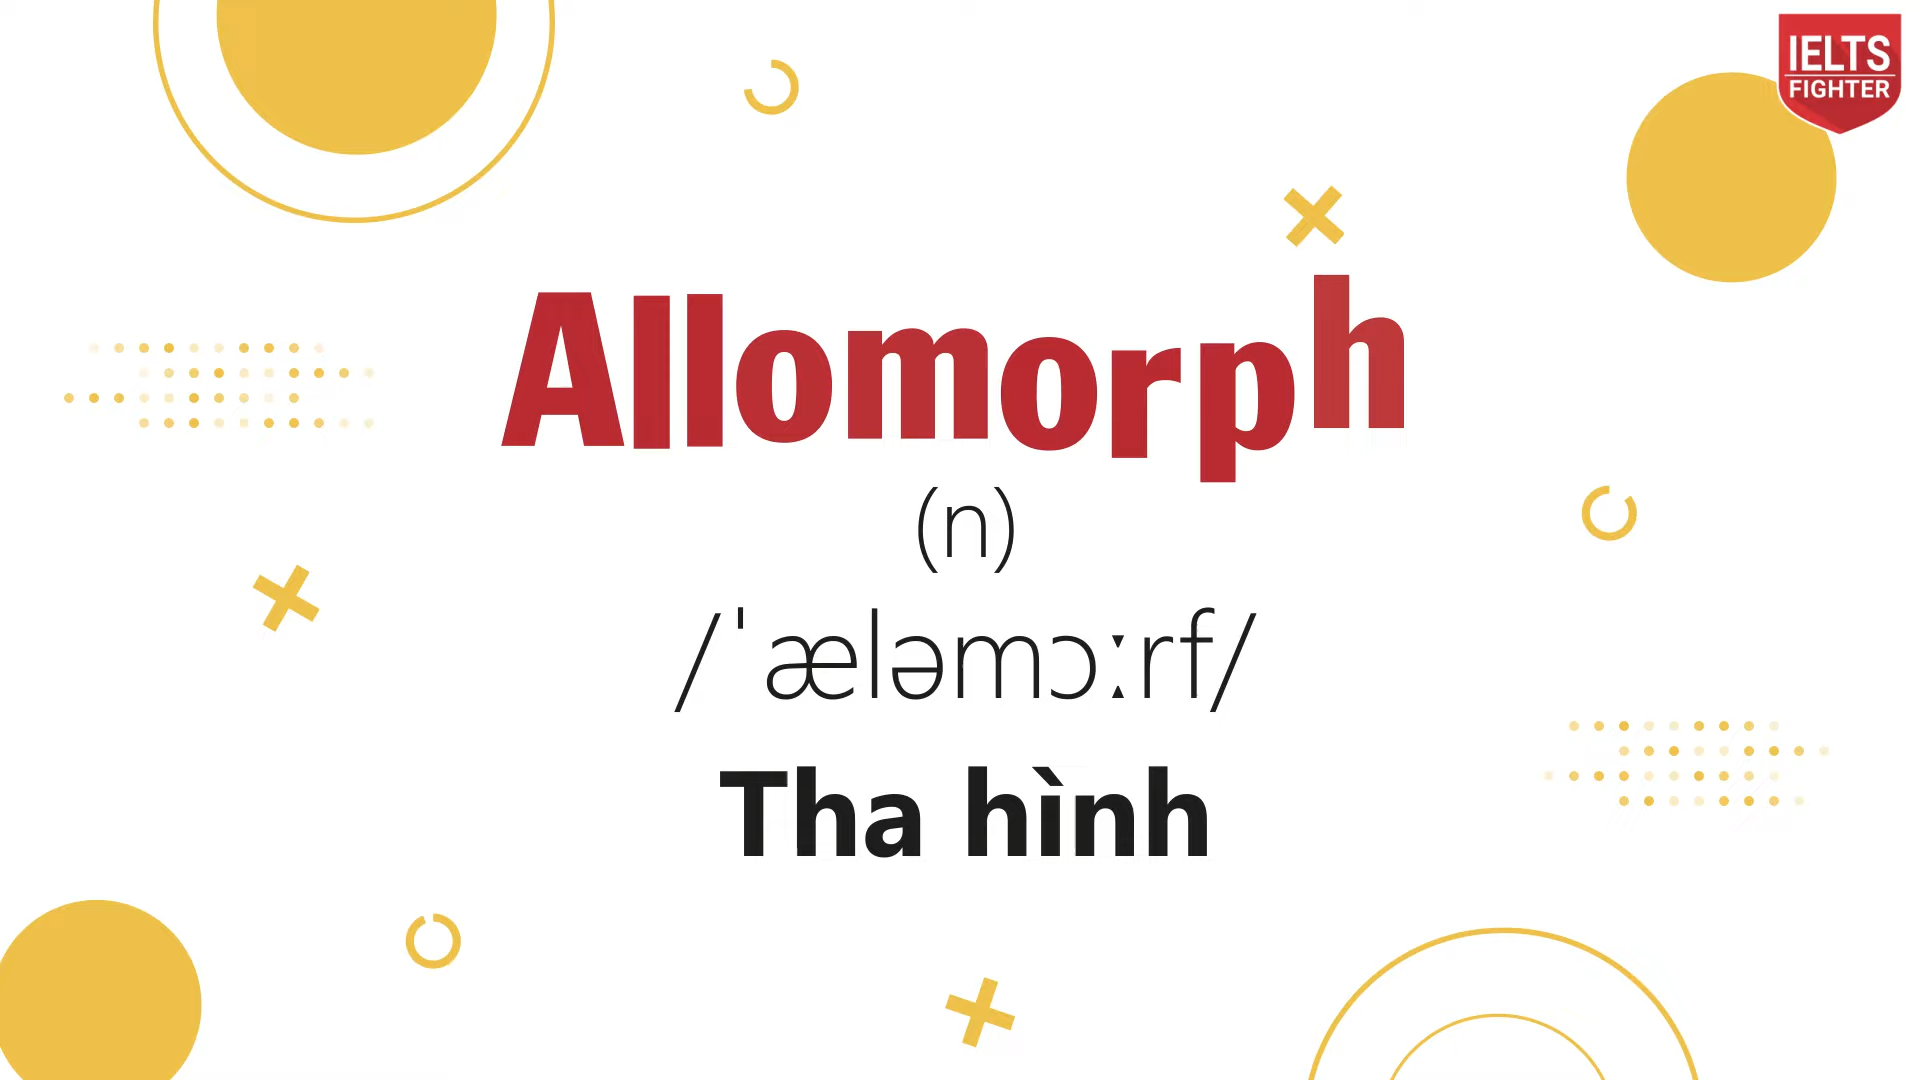 IELTS
FIGHTER
Allomorph
(n)
/ˈæləmɔːrf/
Tha hình